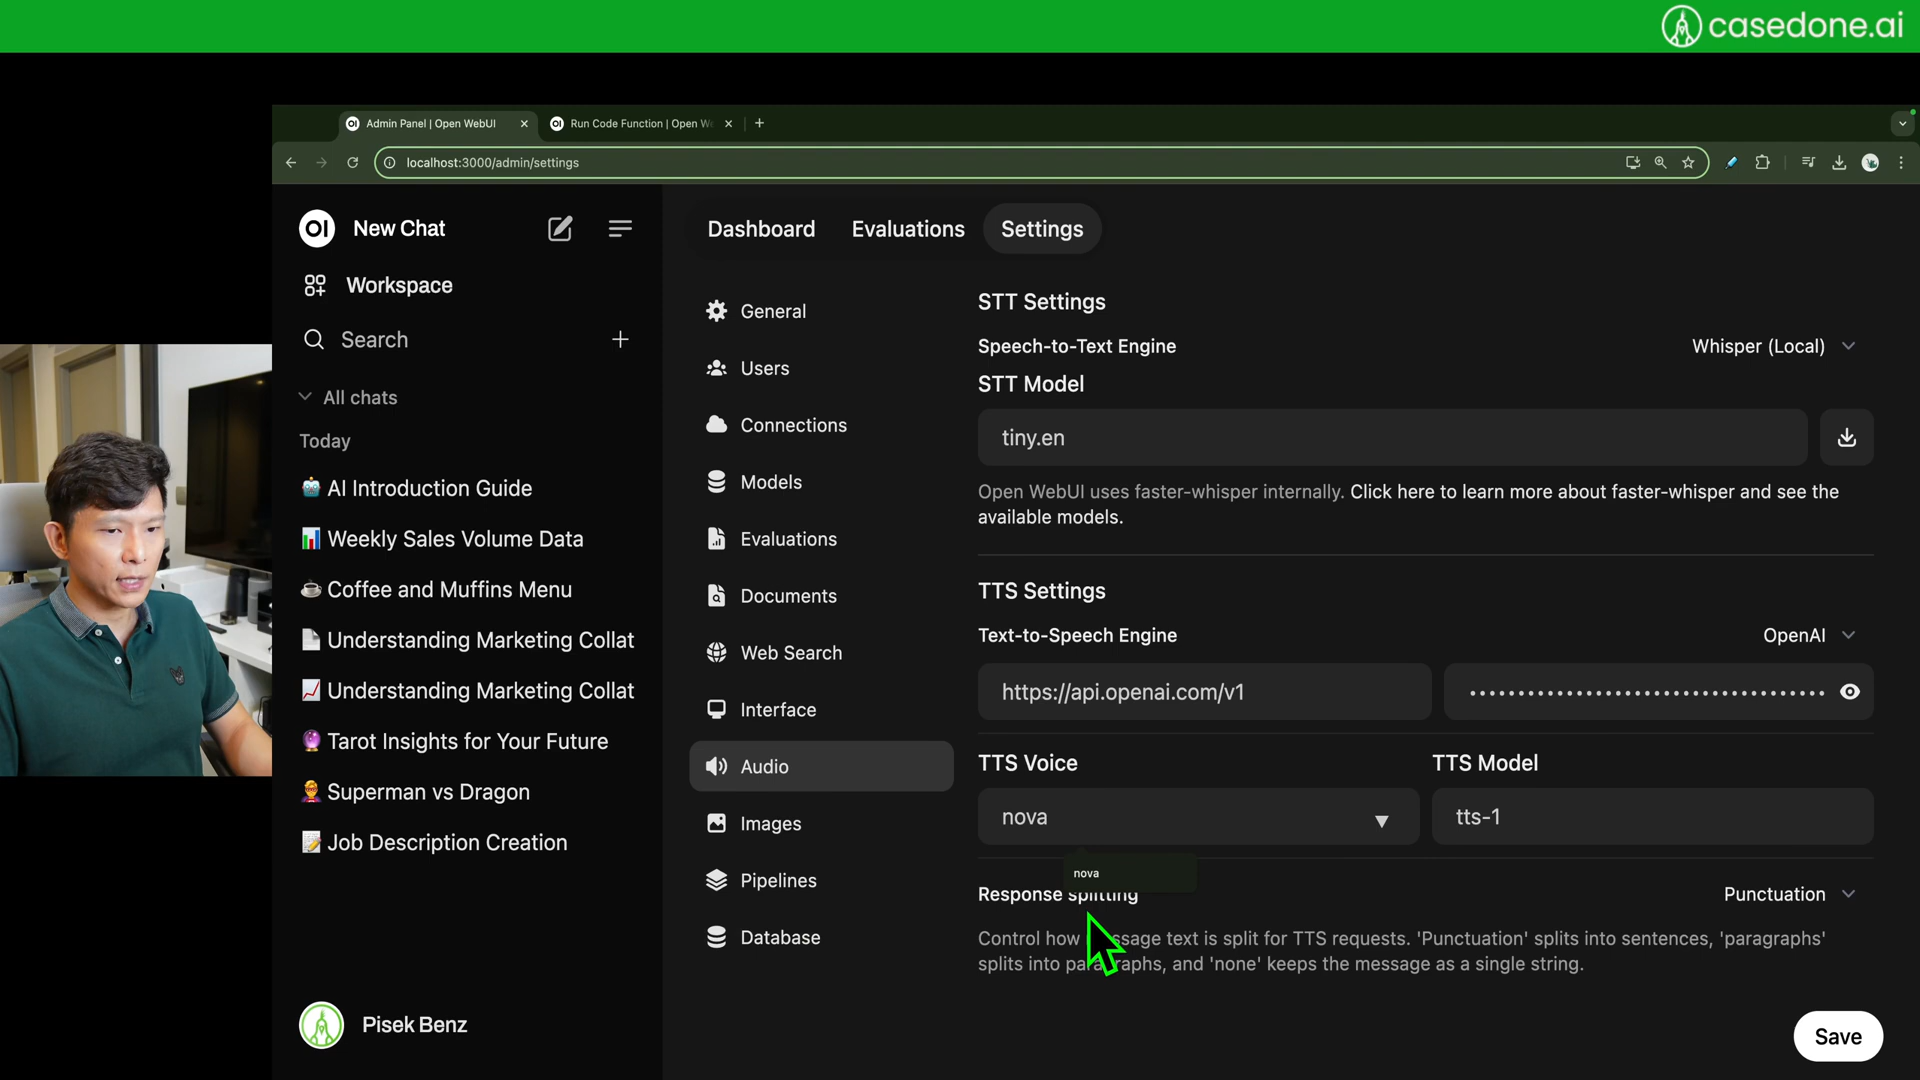 casedone.ai
Admin Panel | Open WebUI
Run Code Function | Open W
localhost:3000/admin/settings
OI
New Chat
Workspace
Search
All chats
Today
AI Introduction Guide
Weekly Sales Volume Data
Coffee and Muffins Menu
Understanding Marketing Collat
Understanding Marketing Collat
Tarot Insights for Your Future
Superman vs Dragon
Job Description Creation
Pisek Benz
Dashboard
Evaluations
Settings
General
Users
Connections
Models
Evaluations
Documents
Web Search
Interface
Audio
Images
Pipelines
Database
STT Settings
Speech-to-Text Engine
Whisper (Local)
STT Model
tiny.en
Open WebUI uses faster-whisper internally. Click here to learn more about faster-whisper and see the
available models.
TTS Settings
Text-to-Speech Engine
OpenAI
https://api.openai.com/v1
TTS Voice
TTS Model
nova
tts-1
nova
Response splitting
Punctuation
Control how message text is split for TTS requests. 'Punctuation' splits into sentences, 'paragraphs'
splits into paragraphs, and 'none' keeps the message as a single string.
Save